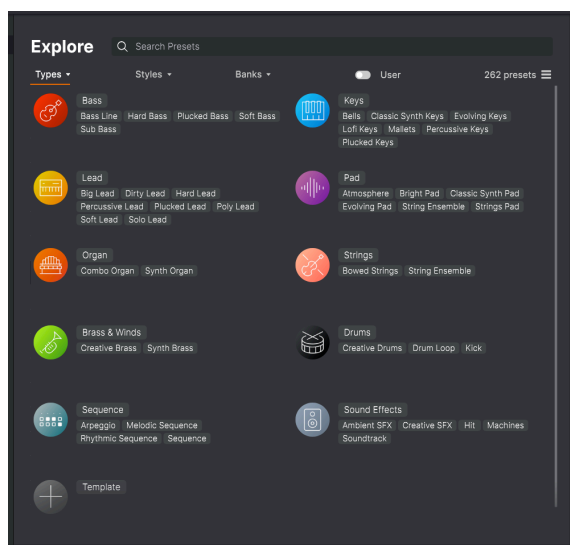 Explore
Search Presets
Types
Styles
Banks
User
262 presets
Bass
Bass Line Hard Bass Plucked Bass Soft Bass
Sub Bass
Keys
Bells Classic Synth Keys Evolving Keys
Lofi Keys Mallets Percussive Keys
Plucked Keys
Lead
Big Lead Dirty Lead Hard Lead
Percussive Lead Plucked Lead Poly Lead
Soft Lead Solo Lead
Pad
Atmosphere Bright Pad Classic Synth Pad
Evolving Pad String Ensemble Strings Pad
Organ
Combo Organ Synth Organ
Strings
Bowed Strings String Ensemble
Brass & Winds
Creative Brass Synth Brass
Drums
Creative Drums Drum Loop Kick
Sequence
Arpeggio Melodic Sequence
Rhythmic Sequence Sequence
Sound Effects
Ambient SFX Creative SFX Hit Machines
Soundtrack
Template